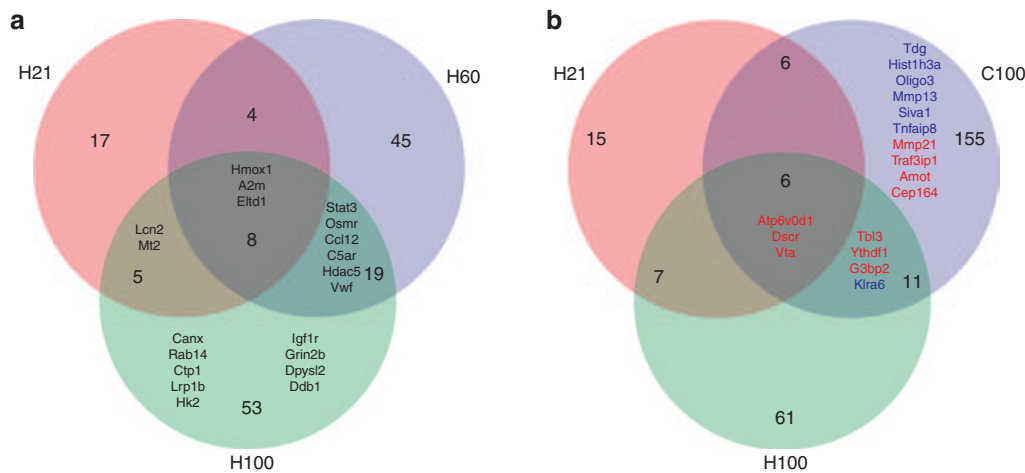 a
H21
H60
17
4
45
Hmox1
A2m
Eltd1
8
Lcn2
Mt2
5
Stat3
Osmr
Ccl12
C5ar
Hdac5
Vwf
19
Canx
Rab14
Ctp1
Lrp1b
Hk2
Igf1r
Grin2b
Dpysl2
Ddb1
53
H100
b
H21
C100
15
6
Tdg
Hist1h3a
Oligo3
Mmp13
Siva1
Tnfaip8
Mmp21
Traf3ip1
Amot
Cep164
155
6
Atp6v0d1
Dscr
Vta
7
Tbl3
Ythdf1
G3bp2
Klra6
11
61
H100